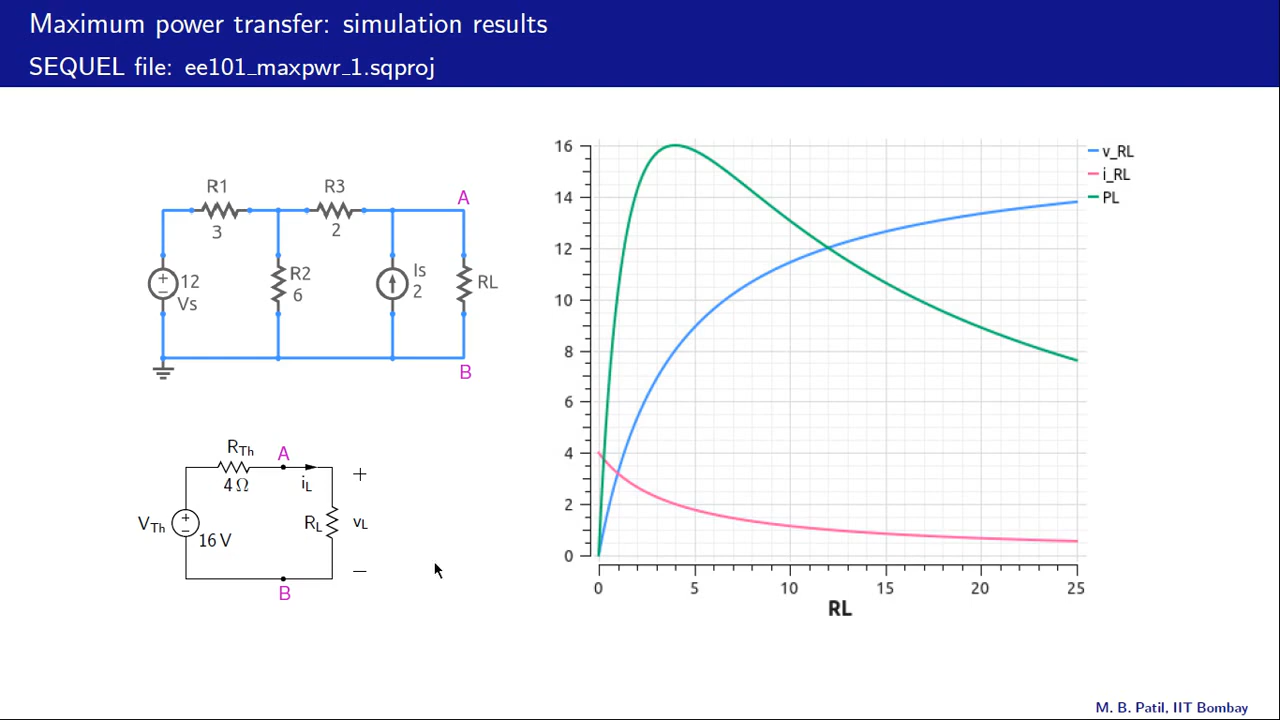 Maximum power transfer: simulation results
SEQUEL file: ee101_maxpwr_1.sqproj
R1
3
R3
2
A
12
Vs
R2
6
Is
2
RL
B
RTh
4 Ω
A
iL
+
VTh
16 V
RL
vL
−
B
16
14
12
10
8
6
4
2
0
0 5 10 15 20 25
RL
v_RL
i_RL
PL
M. B. Patil, IIT Bombay